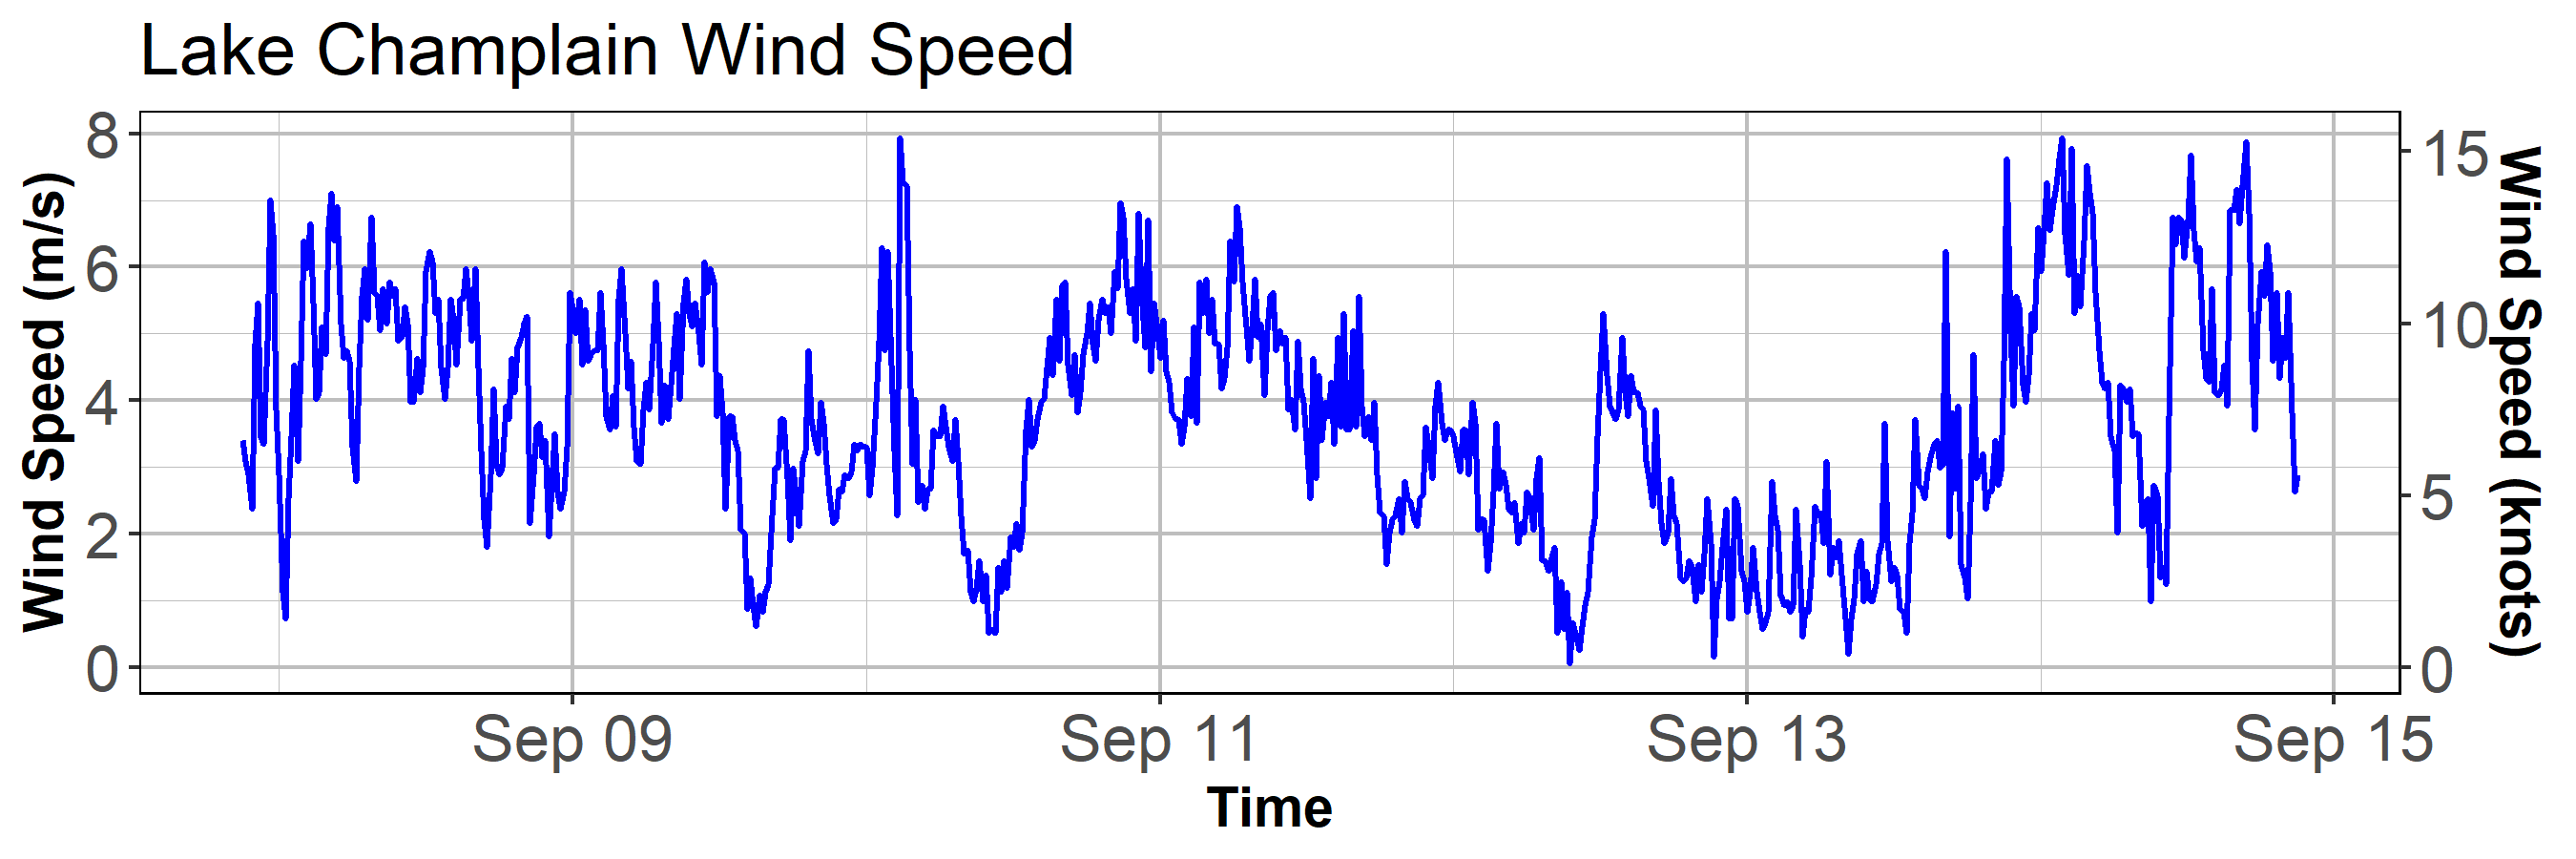 Lake Champlain Wind Speed
Wind Speed (m/s)
8
6
4
2
0
15
10
5
0
Wind Speed (knots)
Sep 09
Sep 11
Sep 13
Sep 15
Time